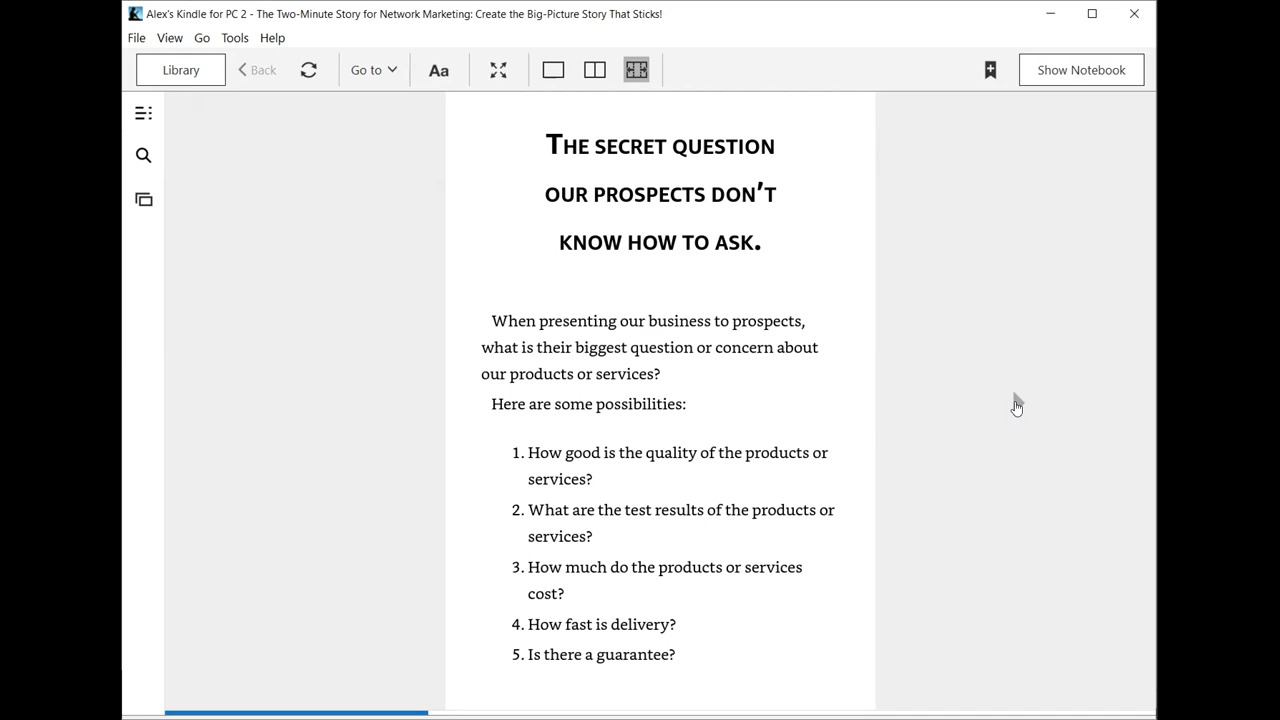 Alex's Kindle for PC 2 - The Two-Minute Story for Network Marketing: Create the Big-Picture Story That Sticks!
File View Go Tools Help
Library Back Go to Aa Show Notebook
THE SECRET QUESTION
OUR PROSPECTS DON'T
KNOW HOW TO ASK.
When presenting our business to prospects,
what is their biggest question or concern about
our products or services?
Here are some possibilities:
1. How good is the quality of the products or
services?
2. What are the test results of the products or
services?
3. How much do the products or services
cost?
4. How fast is delivery?
5. Is there a guarantee?